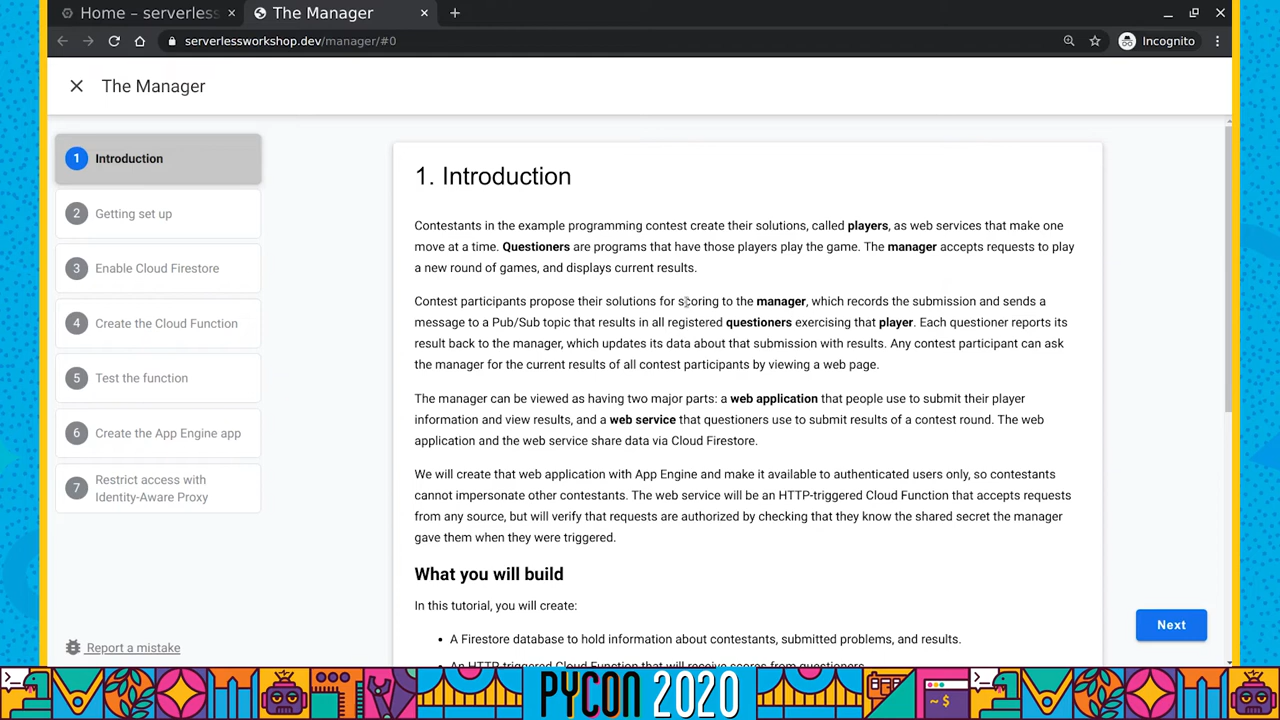 Home – serverless
The Manager
serverlessworkshop.dev/manager/#0
Incognito
The Manager
1 Introduction
2 Getting set up
3 Enable Cloud Firestore
4 Create the Cloud Function
5 Test the function
6 Create the App Engine app
7 Restrict access with
Identity-Aware Proxy
Report a mistake
1. Introduction
Contestants in the example programming contest create their solutions, called players, as web services that make one
move at a time. Questioners are programs that have those players play the game. The manager accepts requests to play
a new round of games, and displays current results.
Contest participants propose their solutions for scoring to the manager, which records the submission and sends a
message to a Pub/Sub topic that results in all registered questioners exercising that player. Each questioner reports its
result back to the manager, which updates its data about that submission with results. Any contest participant can ask
the manager for the current results of all contest participants by viewing a web page.
The manager can be viewed as having two major parts: a web application that people use to submit their player
information and view results, and a web service that questioners use to submit results of a contest round. The web
application and the web service share data via Cloud Firestore.
We will create that web application with App Engine and make it available to authenticated users only, so contestants
cannot impersonate other contestants. The web service will be an HTTP-triggered Cloud Function that accepts requests
from any source, but will verify that requests are authorized by checking that they know the shared secret the manager
gave them when they were triggered.
What you will build
In this tutorial, you will create:
• A Firestore database to hold information about contestants, submitted problems, and results.
• An HTTP-triggered Cloud Function that will receive scores from questioners.
Next
PYCON 2020
~ $